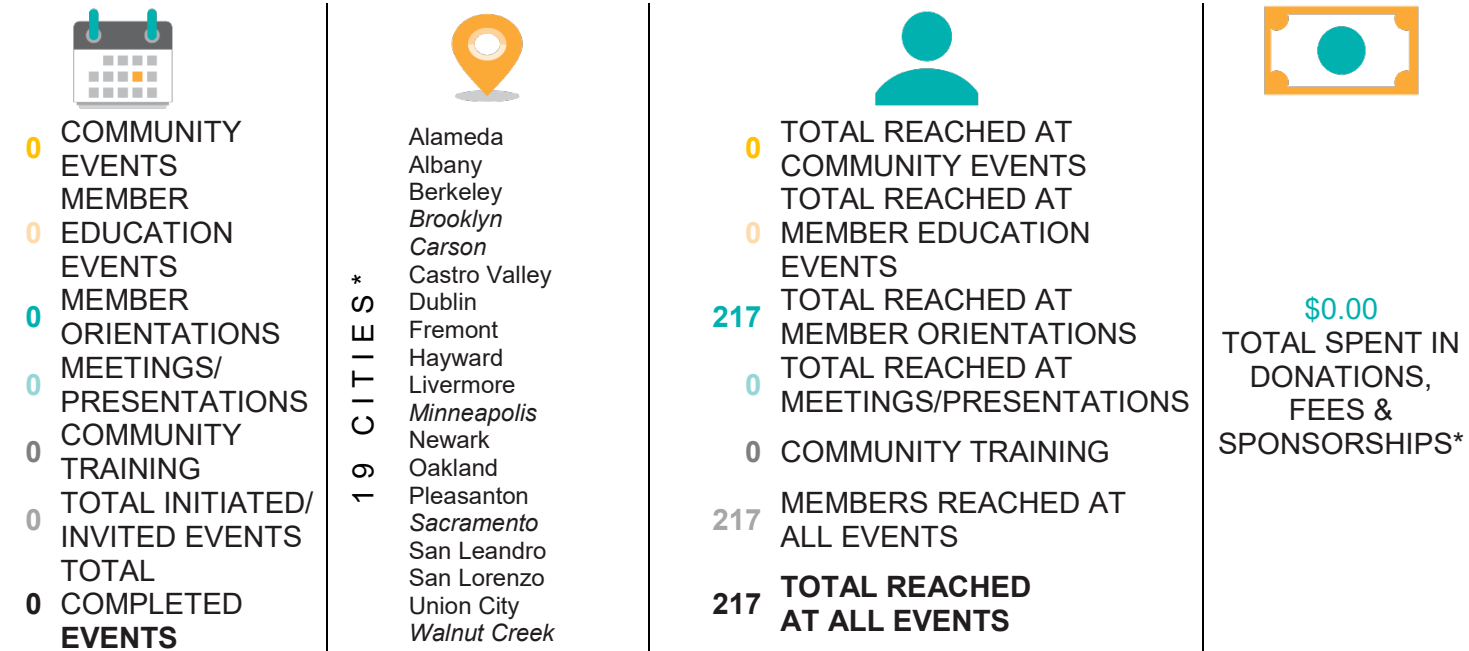 0 COMMUNITY
EVENTS
0 MEMBER
EDUCATION
EVENTS
0 MEMBER
ORIENTATIONS
0 MEETINGS/
PRESENTATIONS
0 COMMUNITY
TRAINING
0 TOTAL INITIATED/
INVITED EVENTS
0 TOTAL
COMPLETED
EVENTS
19 CITIES*
Alameda
Albany
Berkeley
Brooklyn
Carson
Castro Valley
Dublin
Fremont
Hayward
Livermore
Minneapolis
Newark
Oakland
Pleasanton
Sacramento
San Leandro
San Lorenzo
Union City
Walnut Creek
0 TOTAL REACHED AT
COMMUNITY EVENTS
0 TOTAL REACHED AT
MEMBER EDUCATION
EVENTS
217 TOTAL REACHED AT
MEMBER ORIENTATIONS
0 TOTAL REACHED AT
MEETINGS/PRESENTATIONS
0 COMMUNITY TRAINING
217 MEMBERS REACHED AT
ALL EVENTS
217 TOTAL REACHED
AT ALL EVENTS
$0.00
TOTAL SPENT IN
DONATIONS,
FEES &
SPONSORSHIPS*